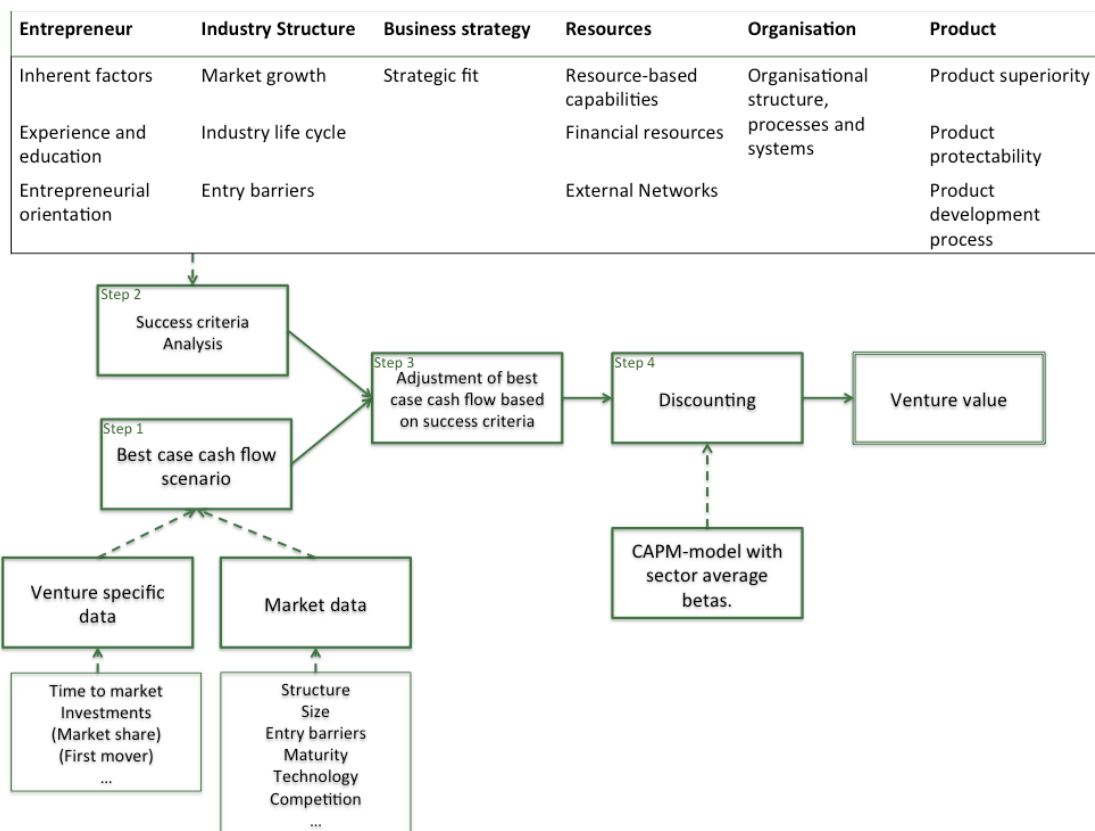 Entrepreneur
Industry Structure
Business strategy
Resources
Organisation
Product
Inherent factors
Market growth
Strategic fit
Resource-based
capabilities
Organisational
structure,
processes and
systems
Product superiority
Experience and
education
Industry life cycle
Financial resources
Product
protectability
Entrepreneurial
orientation
Entry barriers
External Networks
Product
development
process
Step 2
Success criteria
Analysis
Step 1
Best case cash flow
scenario
Step 3
Adjustment of best
case cash flow based
on success criteria
Step 4
Discounting
Venture value
CAPM-model with
sector average
betas.
Venture specific
data
Market data
Time to market
Investments
(Market share)
(First mover)
...
Structure
Size
Entry barriers
Maturity
Technology
Competition
...